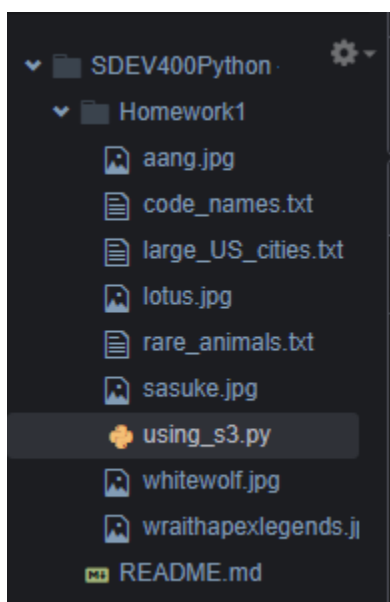 SDEV400Python
Homework1
aang.jpg
code_names.txt
large_US_cities.txt
lotus.jpg
rare_animals.txt
sasuke.jpg
using_s3.py
whitewolf.jpg
wraithapexlegends.j
README.md